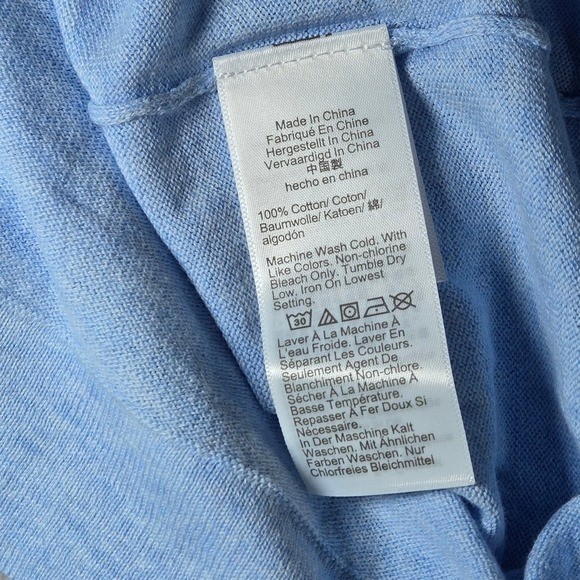 Made In China
Fabriqué En Chine
Hergestellt In China
Vervaardigd In China
中国製
hecho en china
100% Cotton/ Coton/
Baumwolle/ Katoen/ 綿/
algodón
Machine Wash Cold. With
Like Colors. Non-chlorine
Bleach Only. Tumble Dry
Low. Iron On Lowest
Setting.
30
Laver À La Machine À
L'eau Froide. Laver En
Séparant Les Couleurs.
Seulement Agent De
Blanchiment Non-chlore.
Sécher À La Machine À
Basse Température.
Repasser À Fer Doux Si
Nécessaire.
In Der Maschine Kalt
Waschen. Mit Ähnlichen
Farben Waschen. Nur
Chlorfreies Bleichmittel